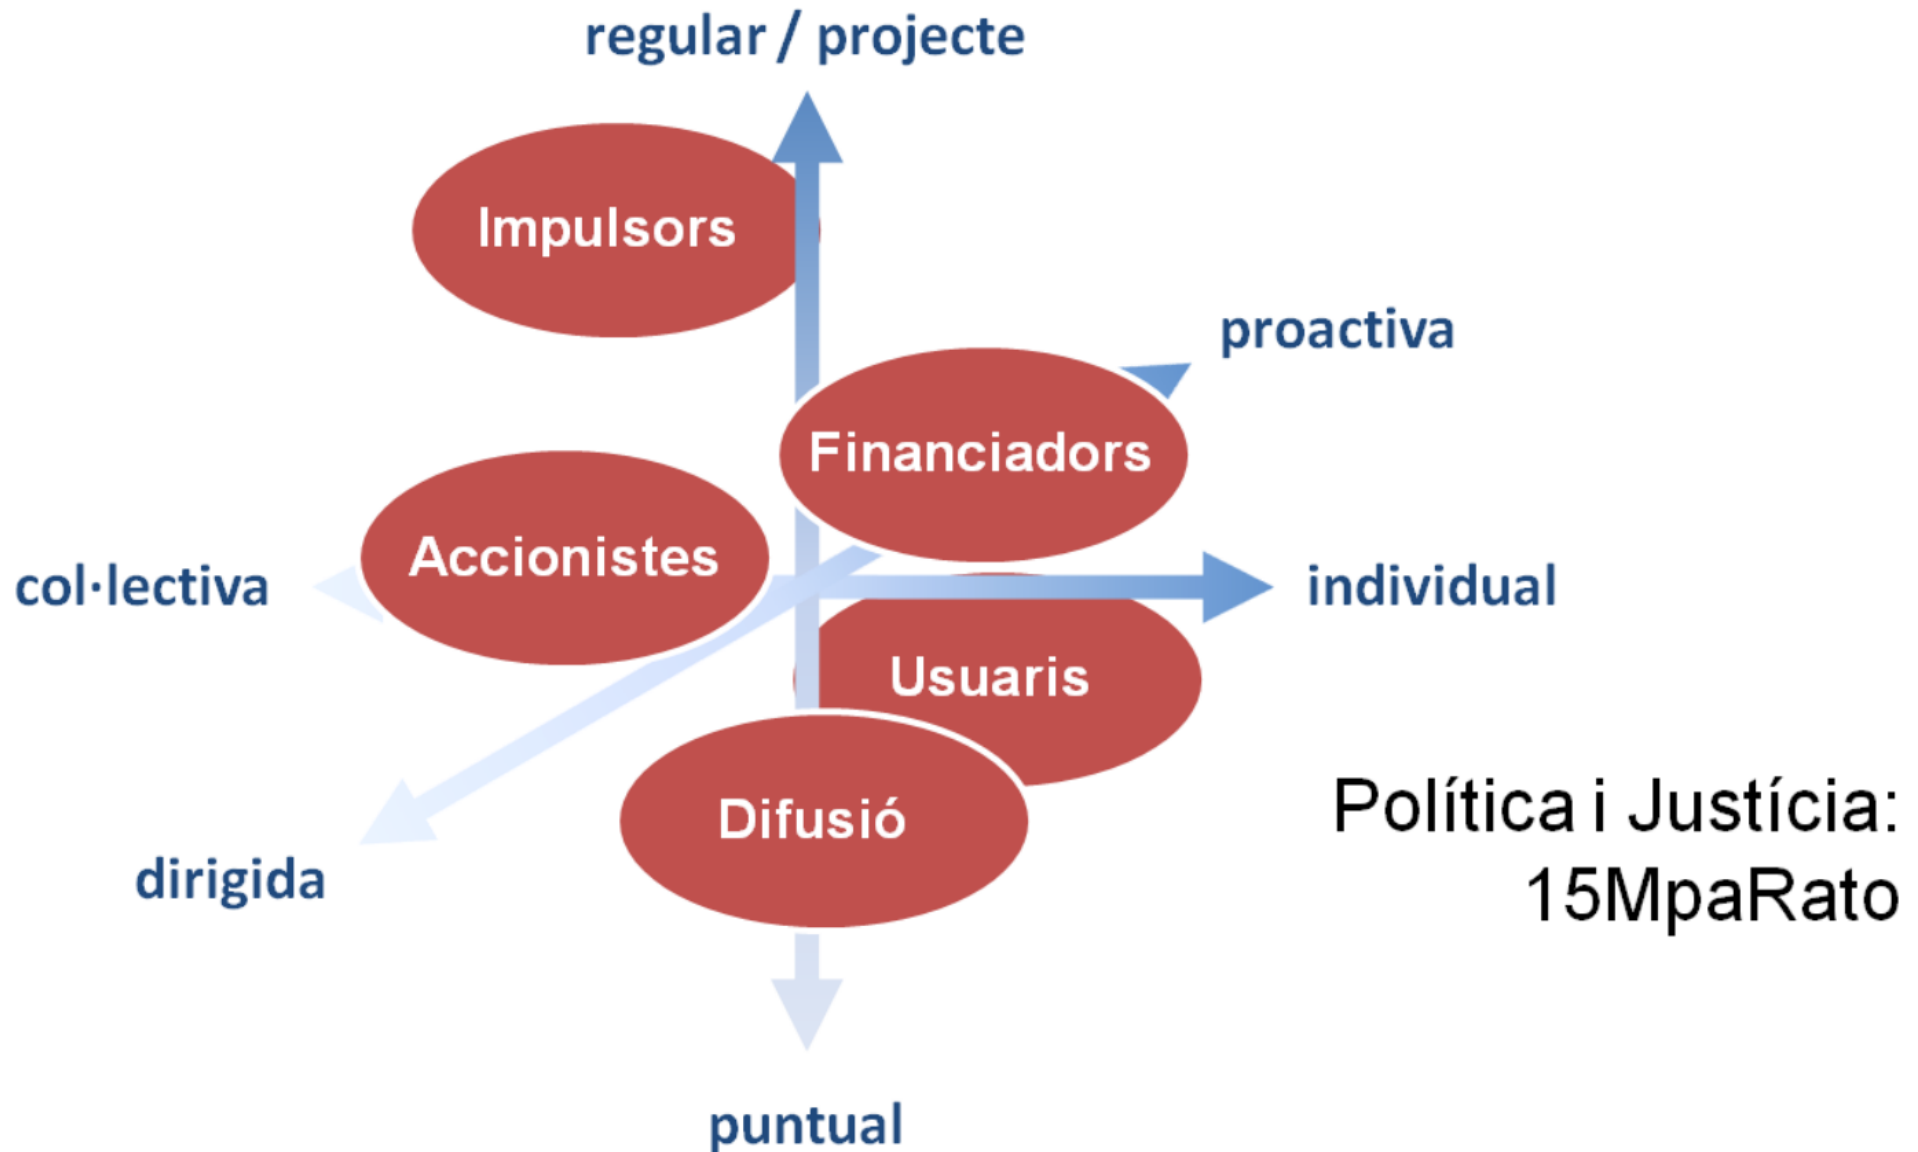 regular / projecte
Impulsors
proactiva
Financiadors
Accionistes
col·lectiva
individual
Usuaris
Difusió
dirigida
Política i Justícia:
15MpaRato
puntual